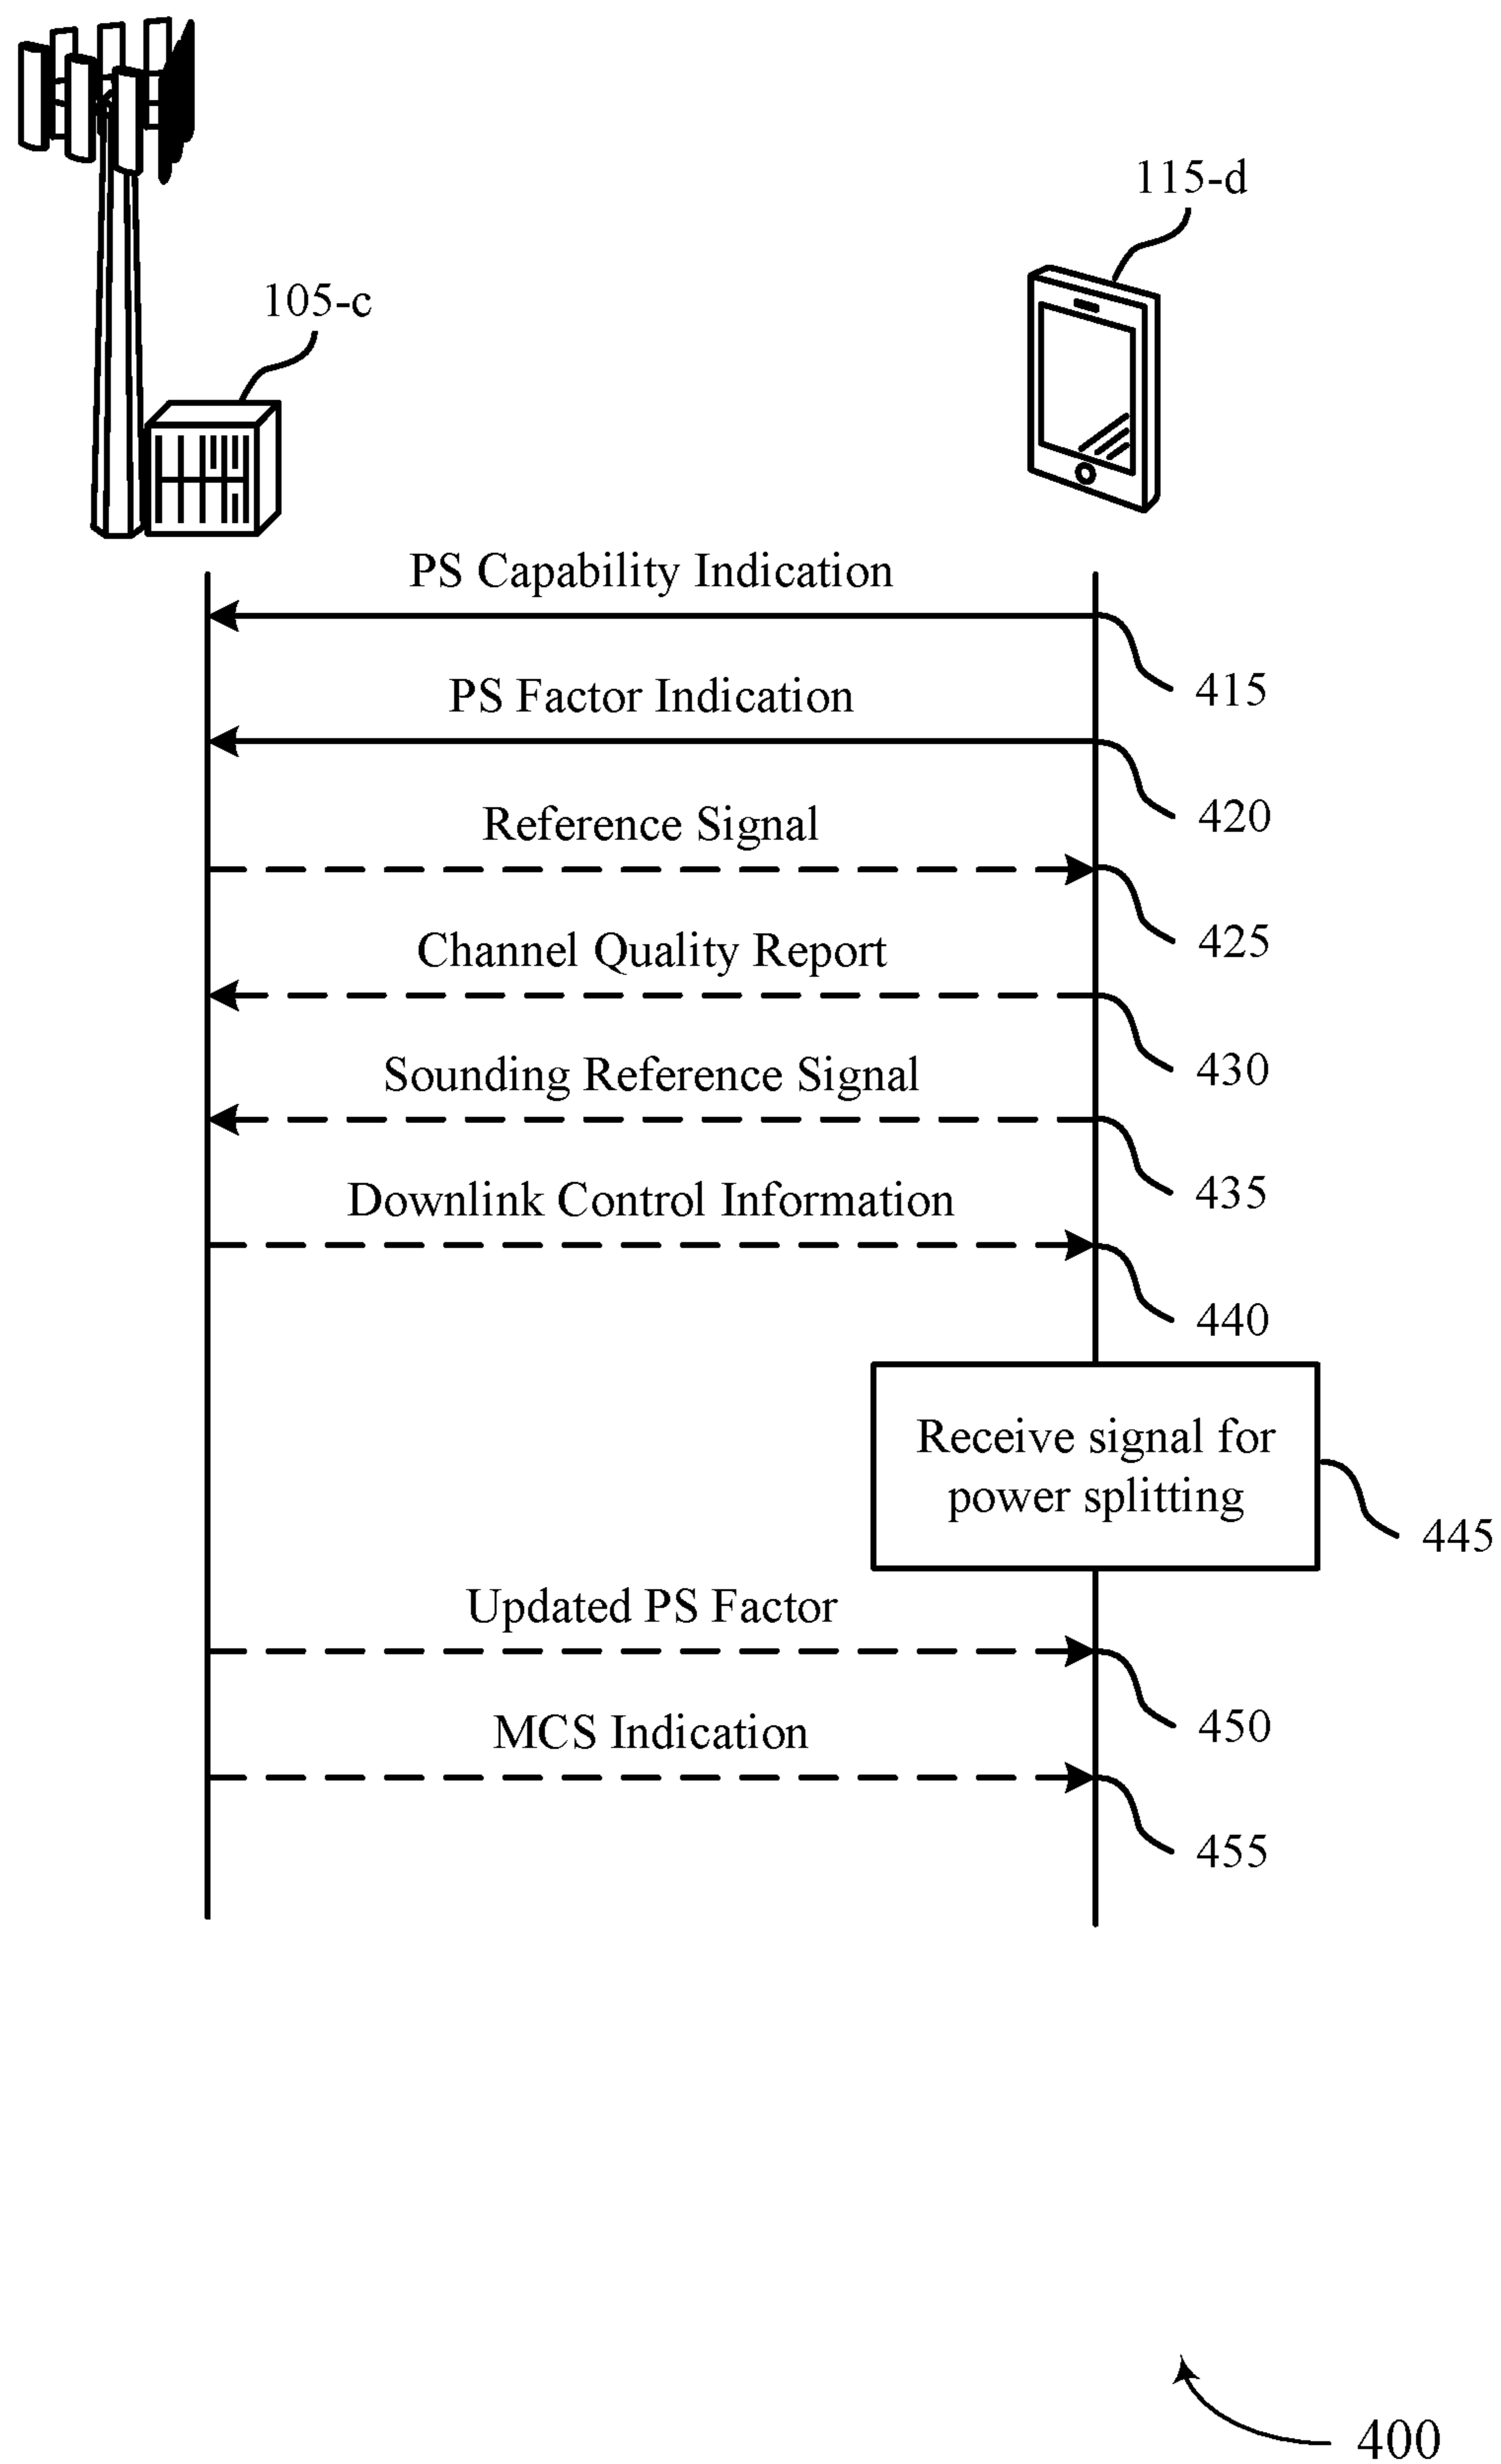 115-d
105-c
PS Capability Indication
415
PS Factor Indication
420
Reference Signal
425
Channel Quality Report
430
Sounding Reference Signal
435
Downlink Control Information
440
Receive signal for
power splitting
445
Updated PS Factor
450
MCS Indication
455
400